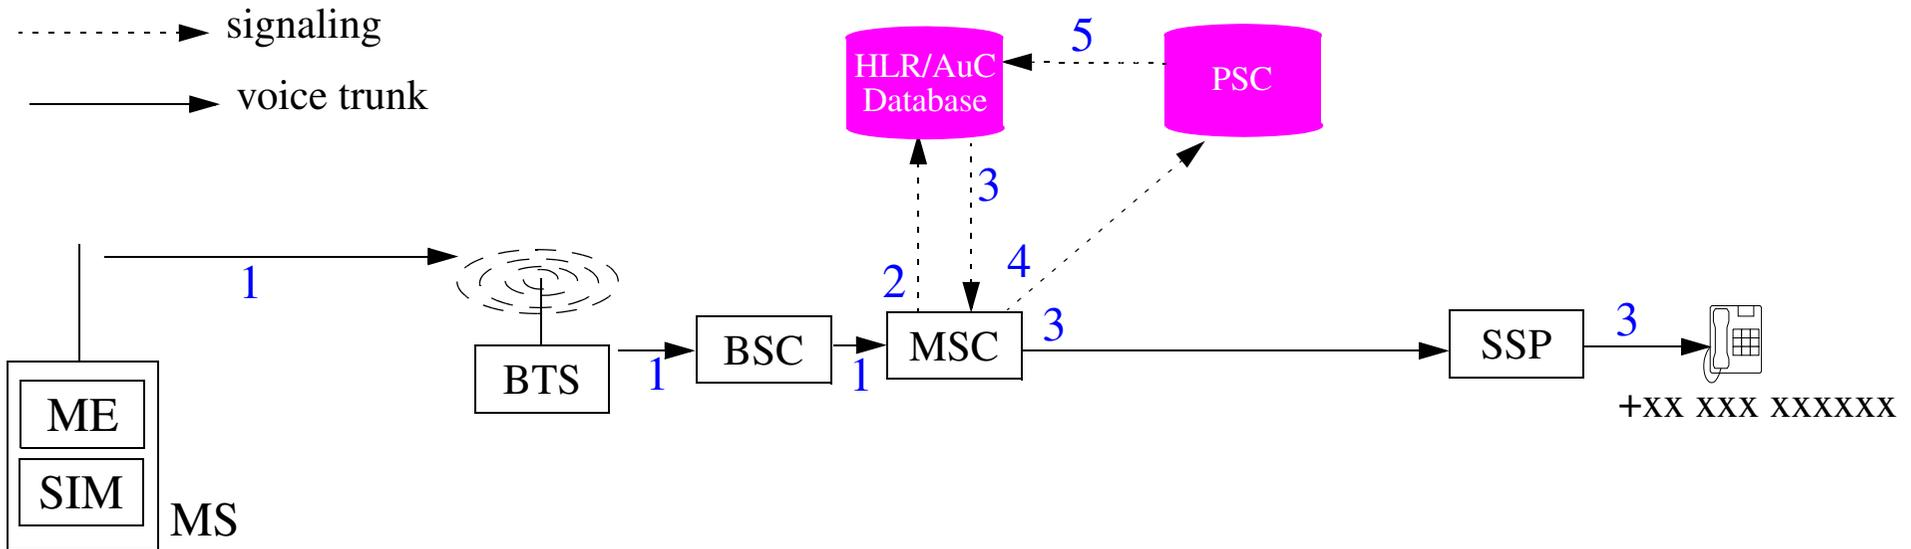 signaling
voice trunk
HLR/AuC
Database
5
PSC
3
2
4
1
3
3
BTS
1
BSC
1
MSC
SSP
+xx xxx xxxxxx
ME
SIM
MS